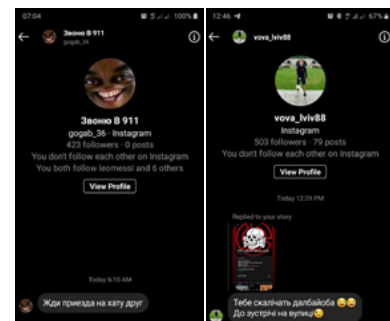 07:04
100%
Звоню В 911
gogab_36
Звоню В 911
gogab_36 · Instagram
423 followers · 0 posts
You don't follow each other on Instagram
You both follow leomessi and 6 others
View Profile
Today 6:10 AM
Жди приезда на хату друг
12:46
67%
vova_lviv88
vova_lviv88
Instagram
503 followers · 79 posts
You don't follow each other on Instagram
View Profile
Today 12:29 PM
Replied to your story
Тебе скалічать далбайоба 😄😄
До зустрічі на вулиці😉